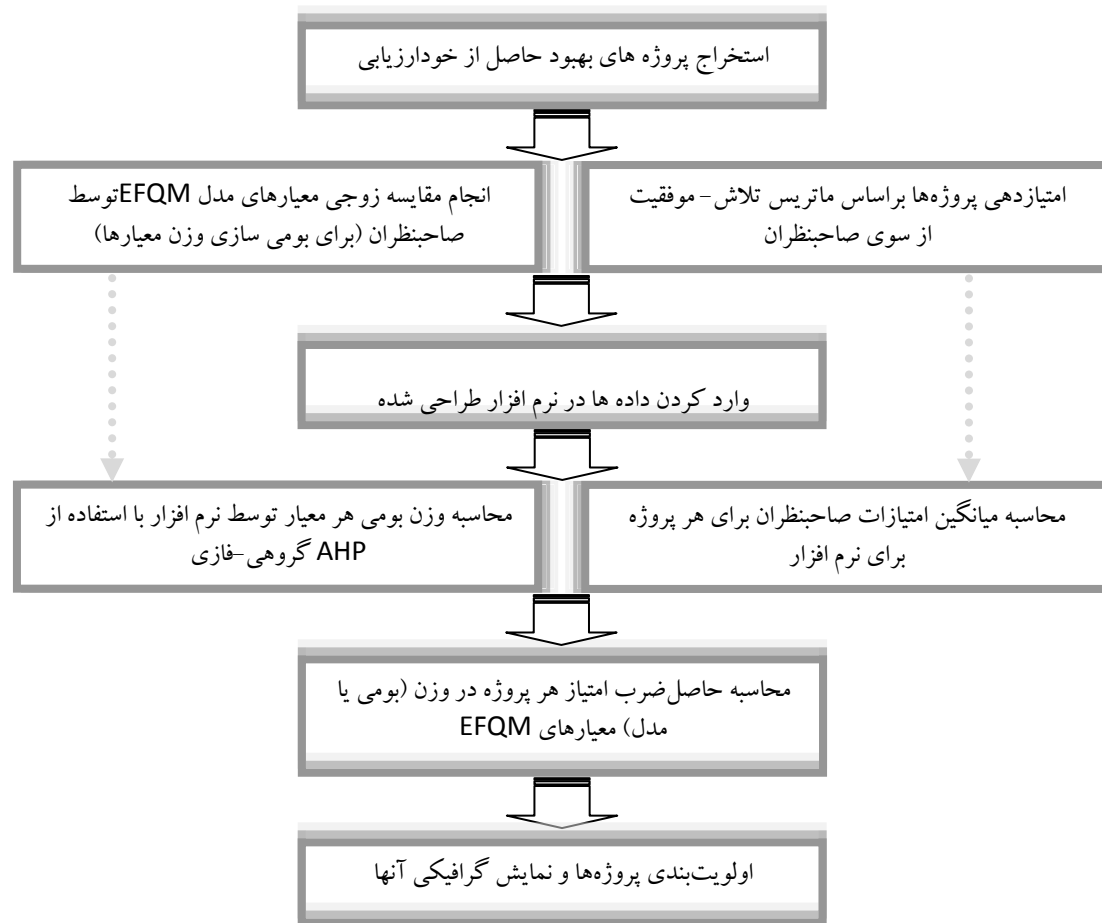 استخراج پروژه های بهبود حاصل از خودارزیابی
امتیازدهی پروژه‌ها براساس ماتریس تلاش- موفقیت
از سوی صاحبنظران
انجام مقایسه زوجی معیارهای مدل EFQMتوسط
صاحبنظران (برای بومی سازی وزن معیارها)
وارد کردن داده ها در نرم افزار طراحی شده
محاسبه میانگین امتیازات صاحبنظران برای هر پروژه
برای نرم افزار
محاسبه وزن بومی هر معیار توسط نرم افزار با استفاده از
AHP گروهی-فازی
محاسبه حاصل‌ضرب امتیاز هر پروژه در وزن (بومی یا
مدل) معیارهای EFQM
اولویت‌بندی پروژه‌ها و نمایش گرافیکی آنها